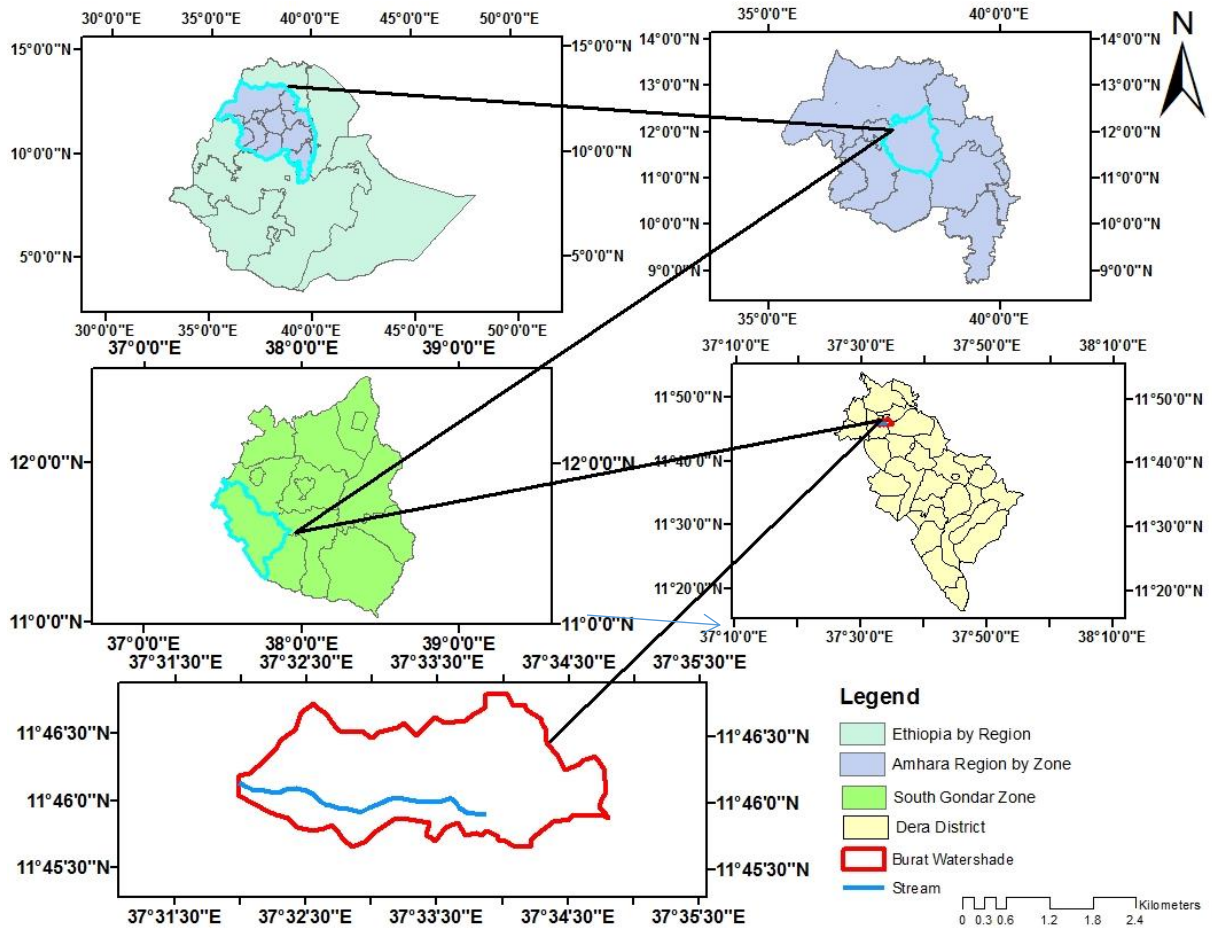 30°0'0"E 35°0'0"E 40°0'0"E 45°0'0"E 50°0'0"E
15°0'0"N 15°0'0"N
10°0'0"N 10°0'0"N
5°0'0"N 5°0'0"N
30°0'0"E 35°0'0"E 40°0'0"E 45°0'0"E 50°0'0"E
35°0'0"E 40°0'0"E
N
14°0'0"N 14°0'0"N
13°0'0"N 13°0'0"N
12°0'0"N 12°0'0"N
11°0'0"N 11°0'0"N
10°0'0"N 10°0'0"N
9°0'0"N 9°0'0"N
35°0'0"E 40°0'0"E
37°0'0"E 38°0'0"E 39°0'0"E
12°0'0"N 12°0'0"N
11°0'0"N 11°0'0"N
37°0'0"E 38°0'0"E 39°0'0"E
37°10'0"E 37°30'0"E 37°50'0"E 38°10'0"E
11°50'0"N 11°50'0"N
11°40'0"N 11°40'0"N
11°30'0"N 11°30'0"N
11°20'0"N 11°20'0"N
37°10'0"E 37°30'0"E 37°50'0"E 38°10'0"E
37°31'30"E 37°32'30"E 37°33'30"E 37°34'30"E 37°35'30"E
11°46'30"N 11°46'30"N
11°46'0"N 11°46'0"N
11°45'30"N 11°45'30"N
37°31'30"E 37°32'30"E 37°33'30"E 37°34'30"E 37°35'30"E
Legend
Ethiopia by Region
Amhara Region by Zone
South Gondar Zone
Dera District
Burat Watershade
Stream
Kilometers
0 0.3 0.6 1.2 1.8 2.4